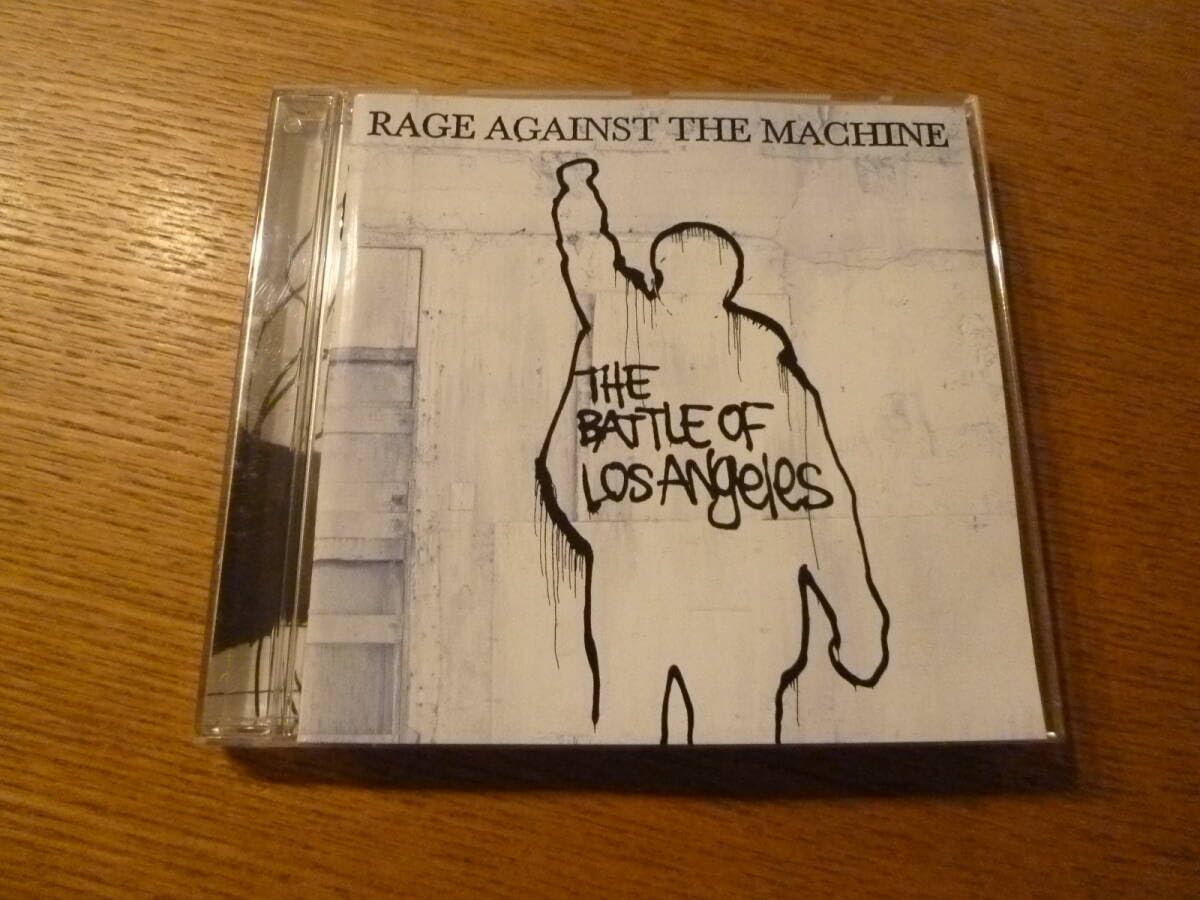 RAGE AGAINST THE MACHINE
THE
BATTLE OF
LOS ANgeles